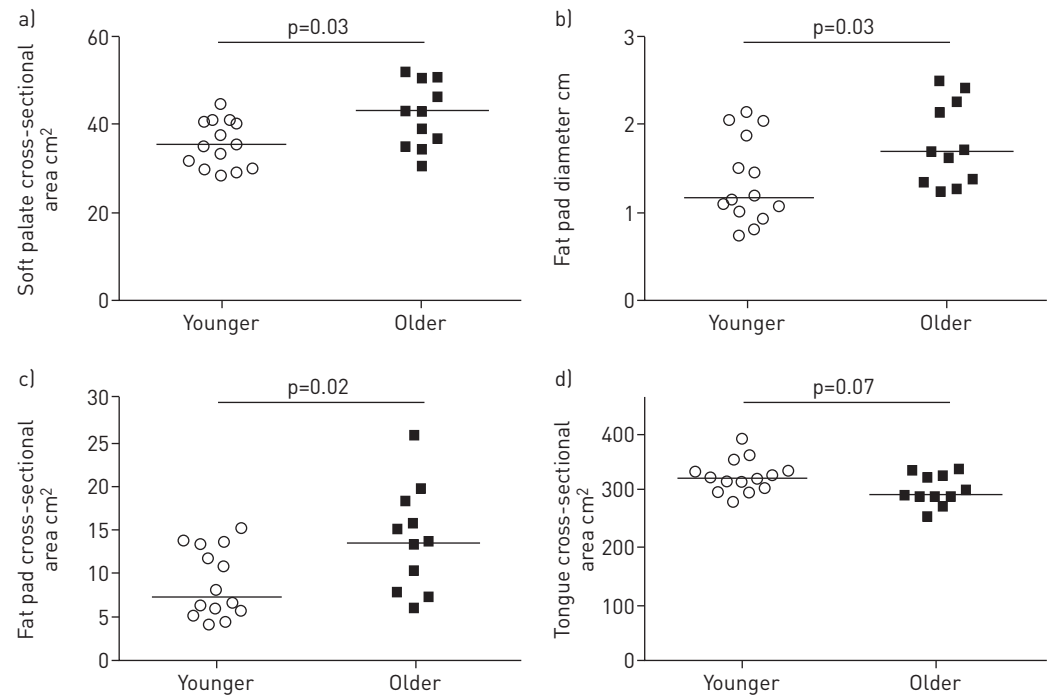 a)
p=0.03
Soft palate cross-sectional
area cm²
60
40
20
0
Younger
Older
b)
p=0.03
Fat pad diameter cm
3
2
1
0
Younger
Older
c)
p=0.02
Fat pad cross-sectional
area cm²
30
25
20
15
10
5
0
Younger
Older
d)
p=0.07
Tongue cross-sectional
area cm²
400
300
200
100
0
Younger
Older